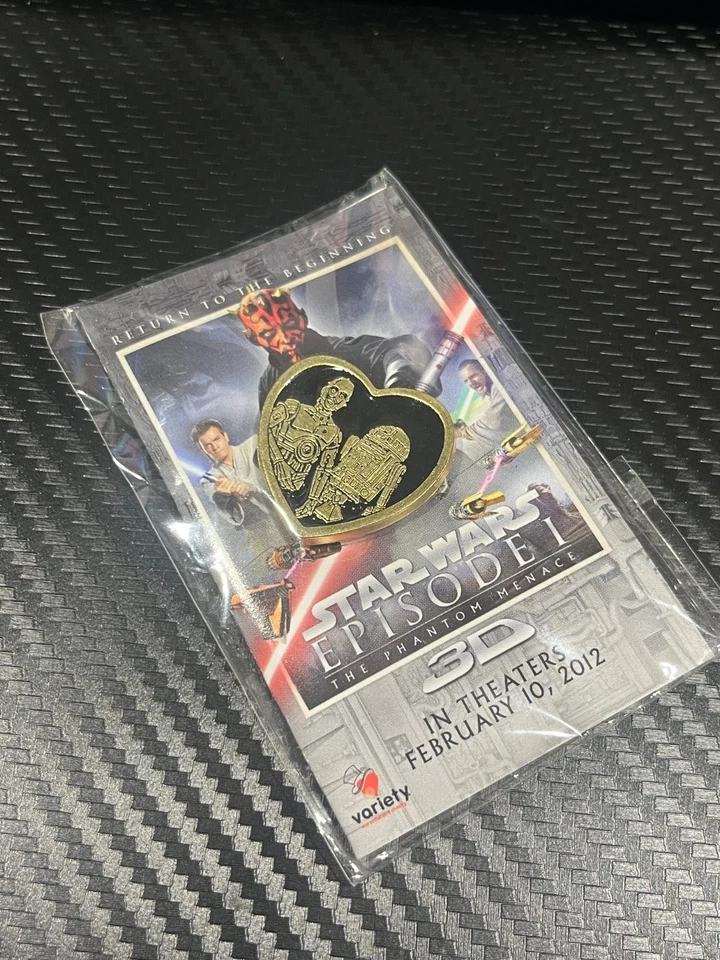 RETURN TO THE BEGINNING
STAR WARS
EPISODE I
THE PHANTOM MENACE
3D
IN THEATERS
FEBRUARY 10, 2012
variety